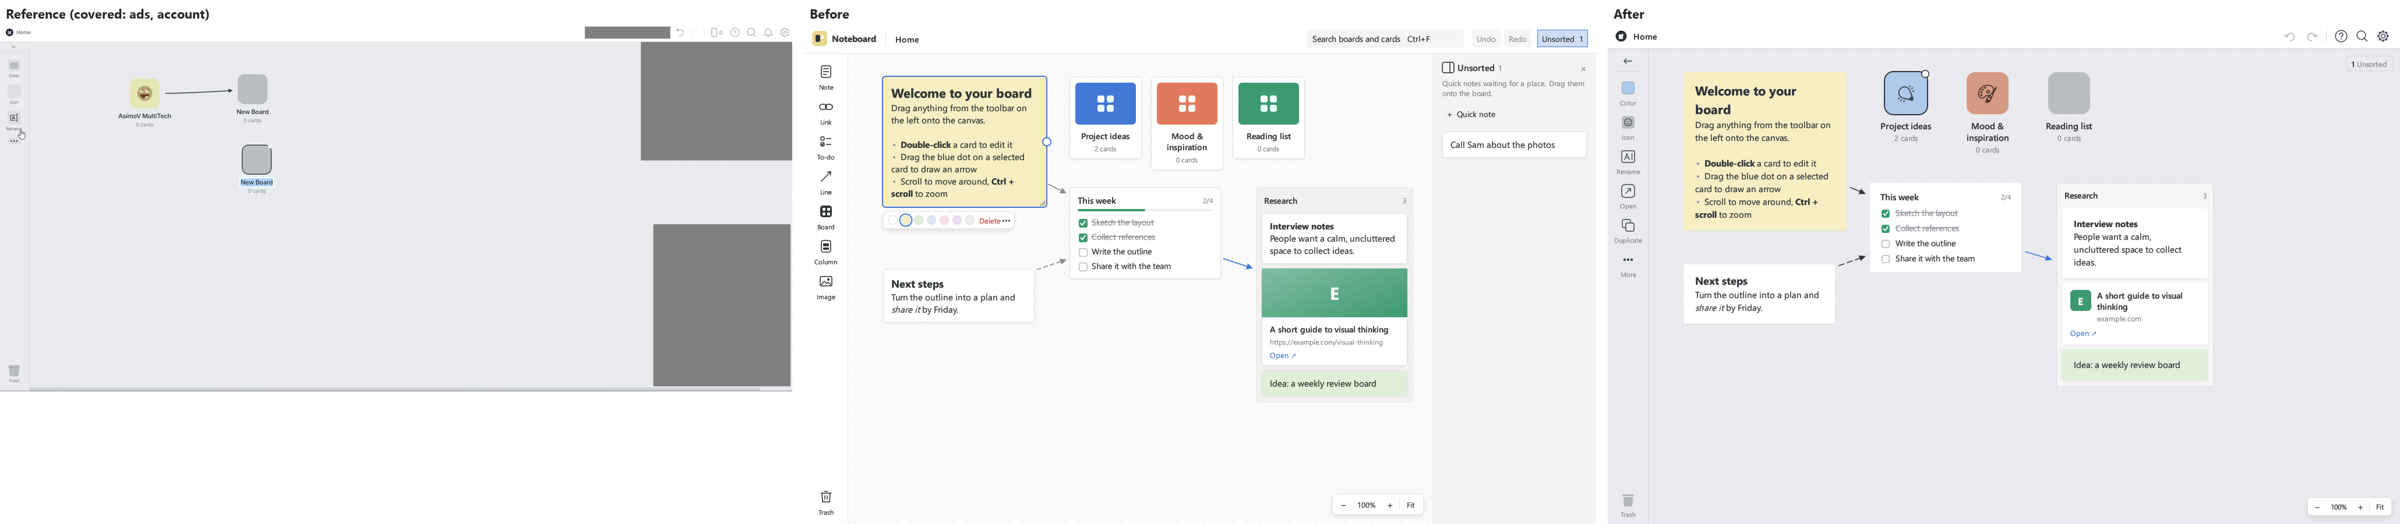 Reference (covered: ads, account)
Home
Color
Icon
Rename
Trash
AsimoV MultiTech
0 cards
New Board
0 cards
New Board
0 cards
Before
Noteboard
Home
Search boards and cards Ctrl+F
Undo
Redo
Unsorted 1
Note
Link
To-do
Line
Board
Column
Image
Trash
Welcome to your board
Drag anything from the toolbar on
the left onto the canvas.
• Double-click a card to edit it
• Drag the blue dot on a selected
card to draw an arrow
• Scroll to move around, Ctrl +
scroll to zoom
Delete •••
Next steps
Turn the outline into a plan and
share it by Friday.
Project ideas
2 cards
Mood &
inspiration
0 cards
Reading list
0 cards
This week 2/4
Sketch the layout
Collect references
Write the outline
Share it with the team
Research 3
Interview notes
People want a calm, uncluttered
space to collect ideas.
E
A short guide to visual thinking
https://example.com/visual-thinking
Open ↗
Idea: a weekly review board
Unsorted 1 ×
Quick notes waiting for a place. Drag them
onto the board.
+ Quick note
Call Sam about the photos
− 100% + Fit
After
Home
1 Unsorted
Color
Icon
AI
Rename
Open
Duplicate
More
Trash
Welcome to your
board
Drag anything from the toolbar on
the left onto the canvas.
• Double-click a card to edit it
• Drag the blue dot on a selected
card to draw an arrow
• Scroll to move around, Ctrl +
scroll to zoom
Next steps
Turn the outline into a plan and
share it by Friday.
Project ideas
2 cards
Mood &
inspiration
0 cards
Reading list
0 cards
This week 2/4
Sketch the layout
Collect references
Write the outline
Share it with the team
Research 3
Interview notes
People want a calm,
uncluttered space to collect
ideas.
E
A short guide to visual
thinking
example.com
Open ↗
Idea: a weekly review board
− 100% + Fit